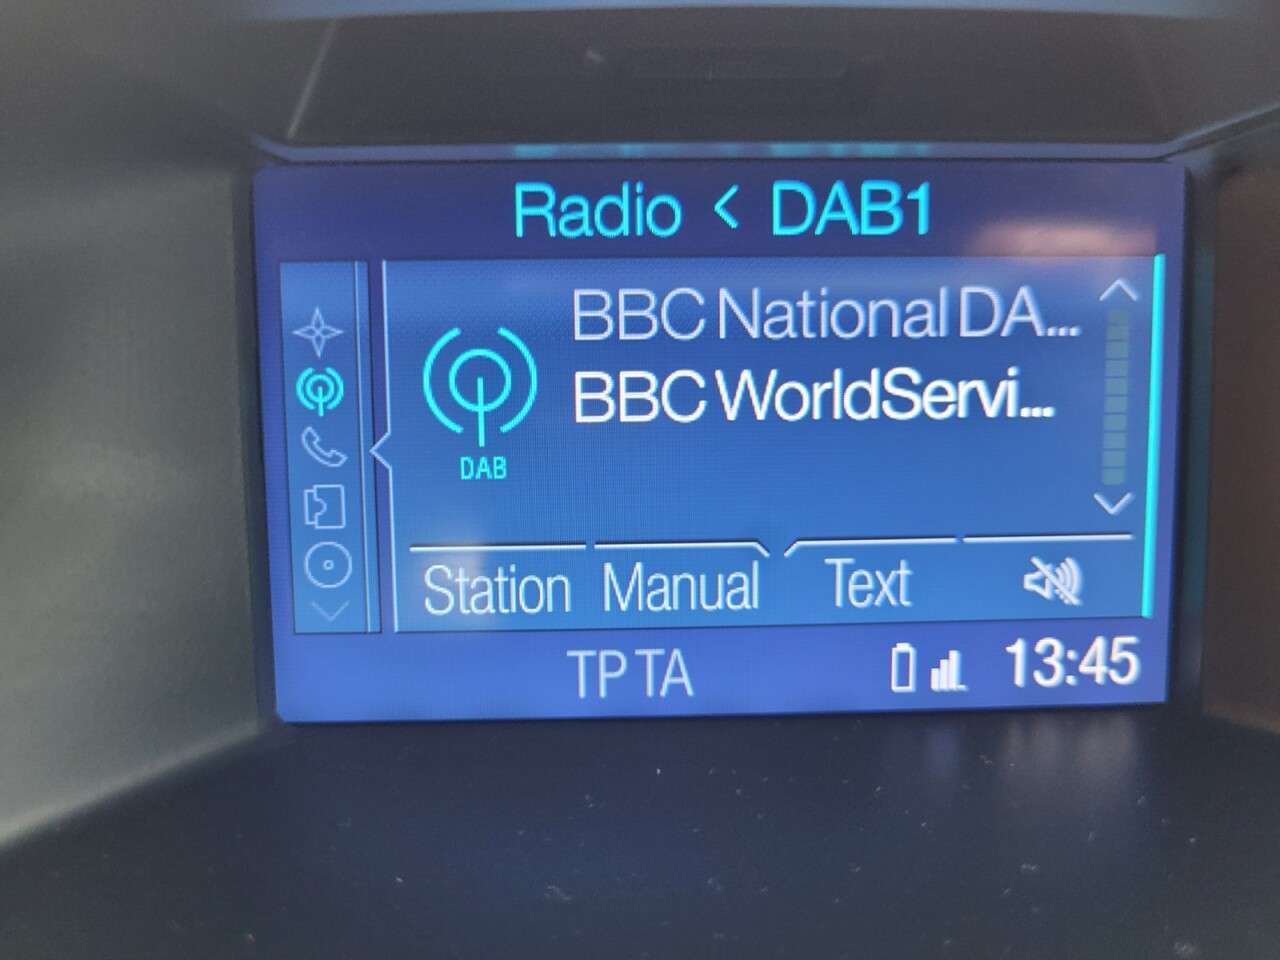 Radio < DAB1
BBC National DA...
BBC WorldServi...
DAB
Station Manual Text
TP TA 13:45